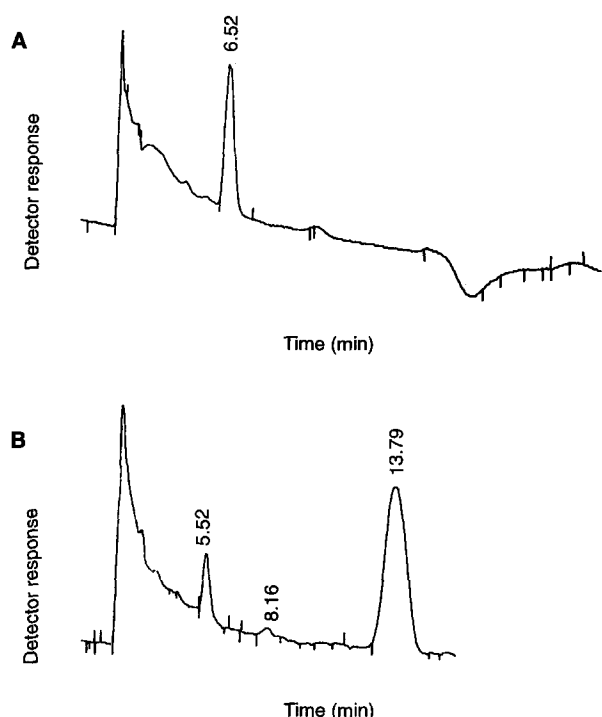 A
6.52
Detector response
Time (min)
B
5.52
8.16
13.79
Detector response
Time (min)